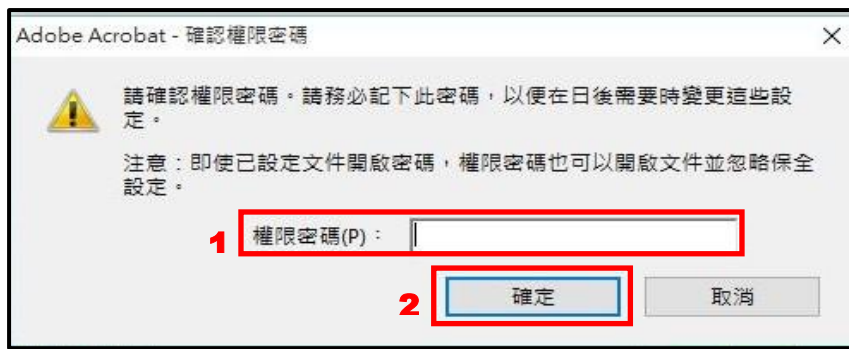 Adobe Acrobat - 確認權限密碼
請確認權限密碼。請務必記下此密碼，以便在日後需要時變更這些設
定。
注意：即使已設定文件開啟密碼，權限密碼也可以開啟文件並忽略保全
設定。
1 權限密碼(P)：
2 確定 取消